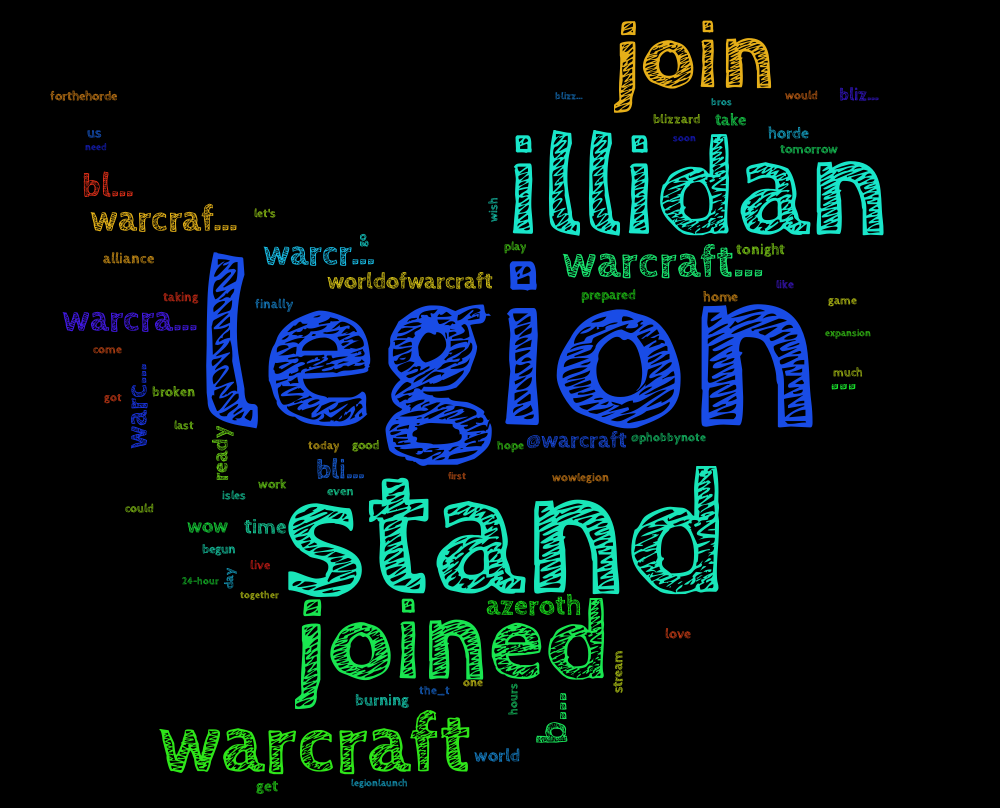 join
forthehorde
blizz...
would
bliz...
bros
blizzard
take
us
horde
soon
need
tomorrow
illidan
bl...
wish
warcraf...
let's
g
play
warcr...
tonight
alliance
warcraft...
worldofwarcraft
like
taking
finally
prepared
home
game
legion
warcra...
expansion
come
much
...
warc...
broken
got
last
ready
today
good
hope
@warcraft
@phobbynote
bli...
first
wowlegion
work
even
isles
could
stand
wow
time
begun
live
day
24-hour
together
azeroth
joined
love
stream
one
the_t
hours
burning
b...
warcraft
world
get
legionlaunch